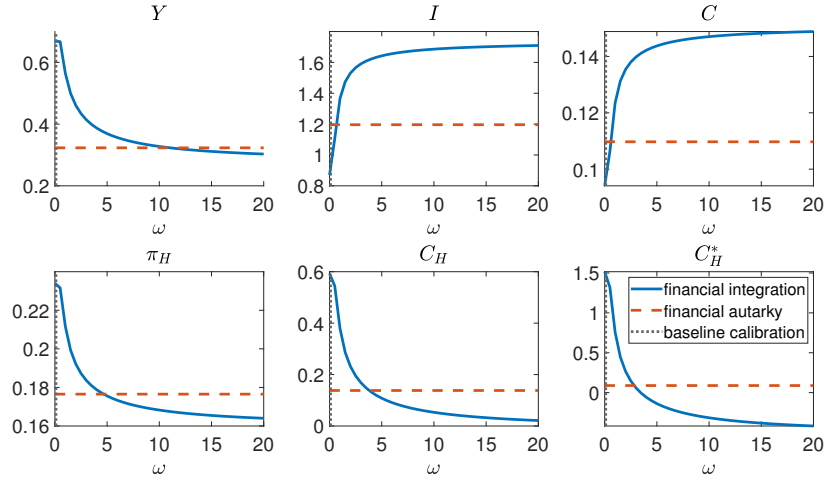 Y
0.6
0.4
0.2
0 5 10 15 20
ω
I
1.6
1.4
1.2
1
0.8
0 5 10 15 20
ω
C
0.14
0.12
0.1
0 5 10 15 20
ω
π_H
0.22
0.2
0.18
0.16
0 5 10 15 20
ω
C_H
0.6
0.4
0.2
0
0 5 10 15 20
ω
C_H^*
1.5
1
0.5
0
0 5 10 15 20
ω
financial integration
financial autarky
baseline calibration